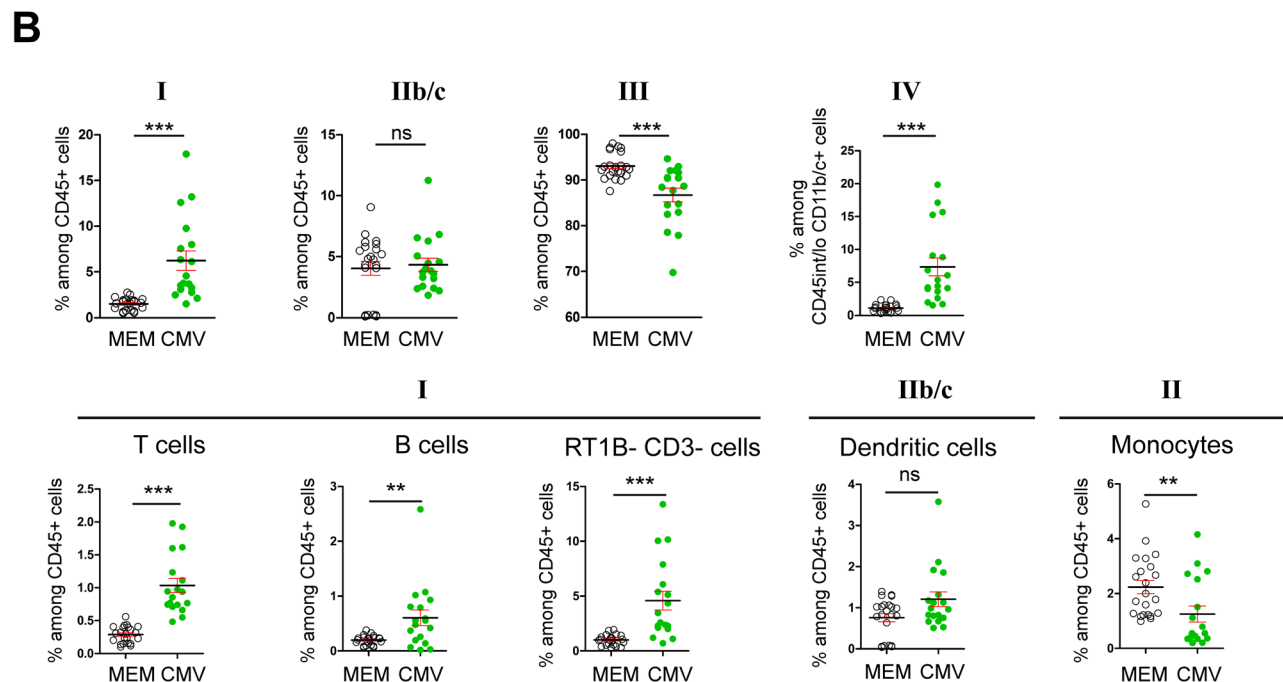 B
I
IIb/c
III
IV
% among CD45+ cells
20
15
10
5
0
***
MEM CMV
% among CD45+ cells
15
10
5
0
ns
MEM CMV
% among CD45+ cells
100
90
80
70
60
***
MEM CMV
% among
CD45int/lo CD11b/c+ cells
25
20
15
10
5
0
***
MEM CMV
I
IIb/c
II
T cells
B cells
RT1B- CD3- cells
Dendritic cells
Monocytes
% among CD45+ cells
2.5
2.0
1.5
1.0
0.5
0.0
***
MEM CMV
% among CD45+ cells
3
2
1
0
**
MEM CMV
% among CD45+ cells
15
10
5
0
***
MEM CMV
% among CD45+ cells
4
3
2
1
0
ns
MEM CMV
% among CD45+ cells
6
4
2
0
**
MEM CMV